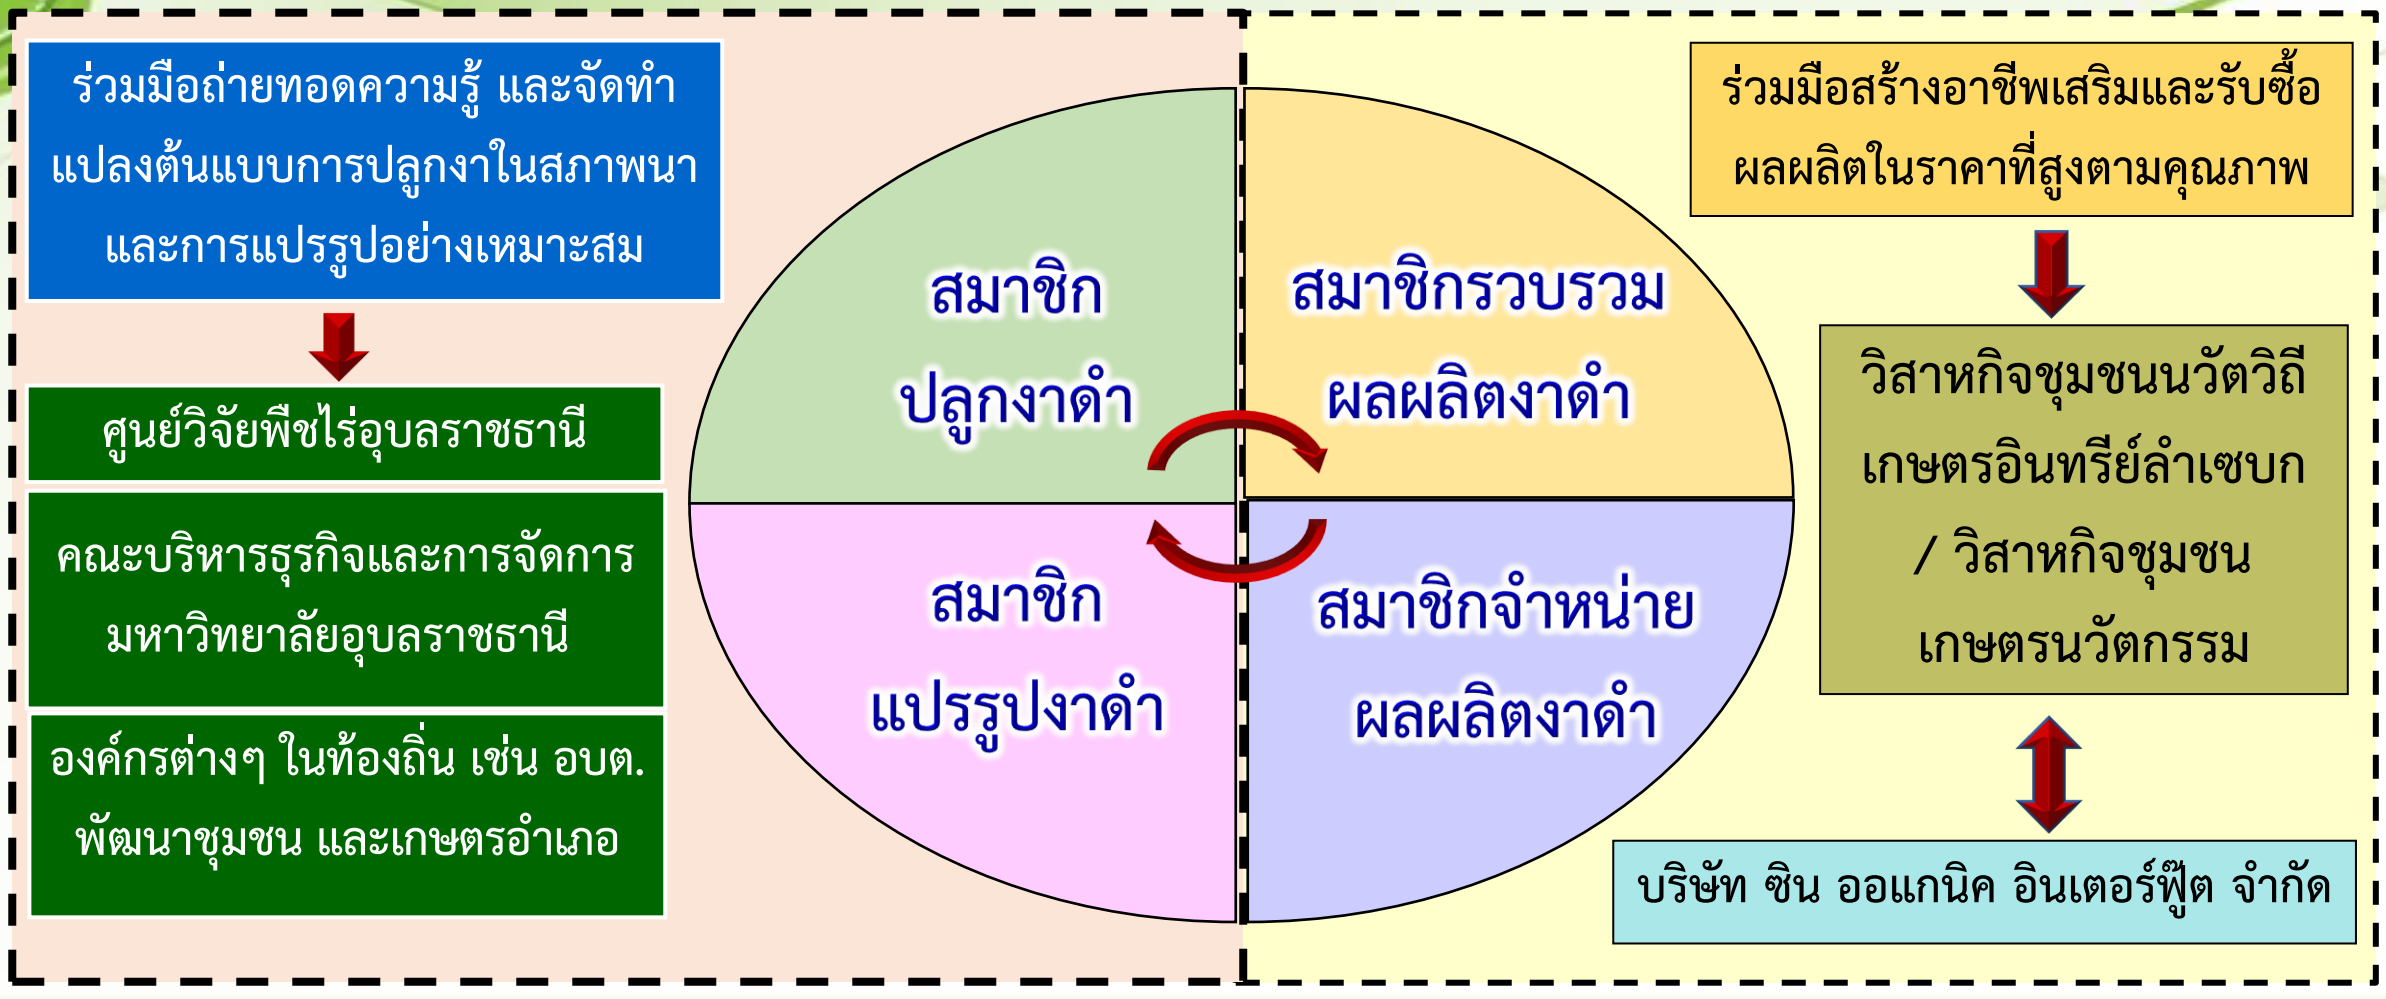 ร่วมมือถ่ายทอดความรู้ และจัดทำ
แปลงต้นแบบการปลูกงาในสภาพนา
และการแปรรูปอย่างเหมาะสม
ศูนย์วิจัยพืชไร่อุบลราชธานี
คณะบริหารธุรกิจและการจัดการ
มหาวิทยาลัยอุบลราชธานี
องค์กรต่างๆ ในท้องถิ่น เช่น อบต.
พัฒนาชุมชน และเกษตรอำเภอ
สมาชิก
ปลูกงาดำ
สมาชิกรวบรวม
ผลผลิตงาดำ
สมาชิก
แปรรูปงาดำ
สมาชิกจำหน่าย
ผลผลิตงาดำ
ร่วมมือสร้างอาชีพเสริมและรับซื้อ
ผลผลิตในราคาที่สูงตามคุณภาพ
วิสาหกิจชุมชนนวัตวิถี
เกษตรอินทรีย์ลำเซบก
/ วิสาหกิจชุมชน
เกษตรนวัตกรรม
บริษัท ซิน ออแกนิค อินเตอร์ฟู๊ต จำกัด